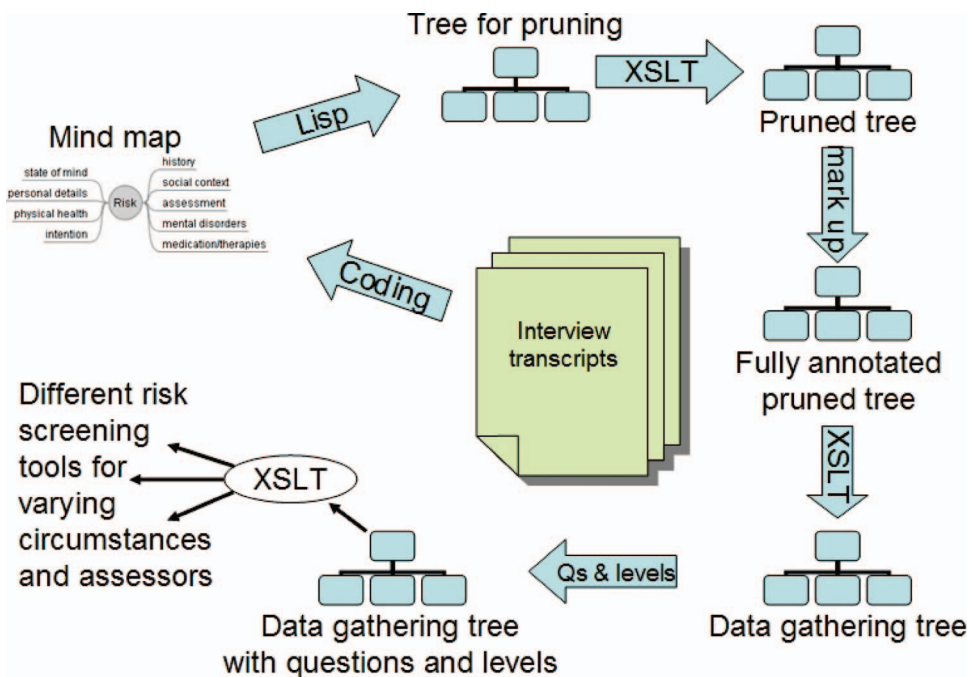 Tree for pruning
XSLT
Pruned tree
Lisp
Mind map
state of mind
personal details
physical health
intention
Risk
history
social context
assessment
mental disorders
medication/therapies
mark up
Coding
Interview
transcripts
Fully annotated
pruned tree
XSLT
Data gathering tree
Qs & levels
Data gathering tree
with questions and levels
XSLT
Different risk
screening
tools for
varying
circumstances
and assessors